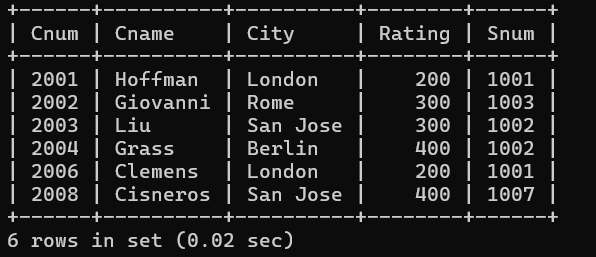 +------+----------+----------+--------+------+
| Cnum | Cname    | City     | Rating | Snum |
+------+----------+----------+--------+------+
| 2001 | Hoffman  | London   |    200 | 1001 |
| 2002 | Giovanni | Rome     |    300 | 1003 |
| 2003 | Liu      | San Jose |    300 | 1002 |
| 2004 | Grass    | Berlin   |    400 | 1002 |
| 2006 | Clemens  | London   |    200 | 1001 |
| 2008 | Cisneros | San Jose |    400 | 1007 |
+------+----------+----------+--------+------+
6 rows in set (0.02 sec)